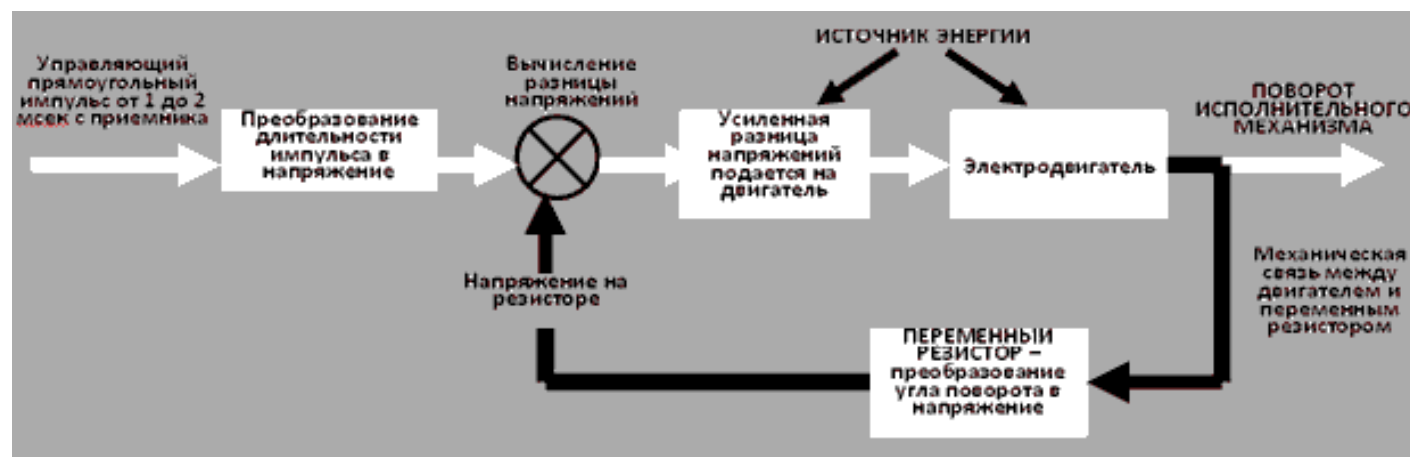 ИСТОЧНИК ЭНЕРГИИ
Управляющий
прямоугольный
импульс от 1 до 2
мсек с приемника
Преобразование
длительности
импульса в
напряжение
Вычисление
разницы
напряжений
Усиленная
разница
напряжений
подается на
двигатель
Электродвигатель
ПОВОРОТ
ИСПОЛНИТЕЛЬНОГО
МЕХАНИЗМА
Механическая
связь между
двигателем и
переменным
резистором
Напряжение на
резисторе
ПЕРЕМЕННЫЙ
РЕЗИСТОР –
преобразование
угла поворота в
напряжение